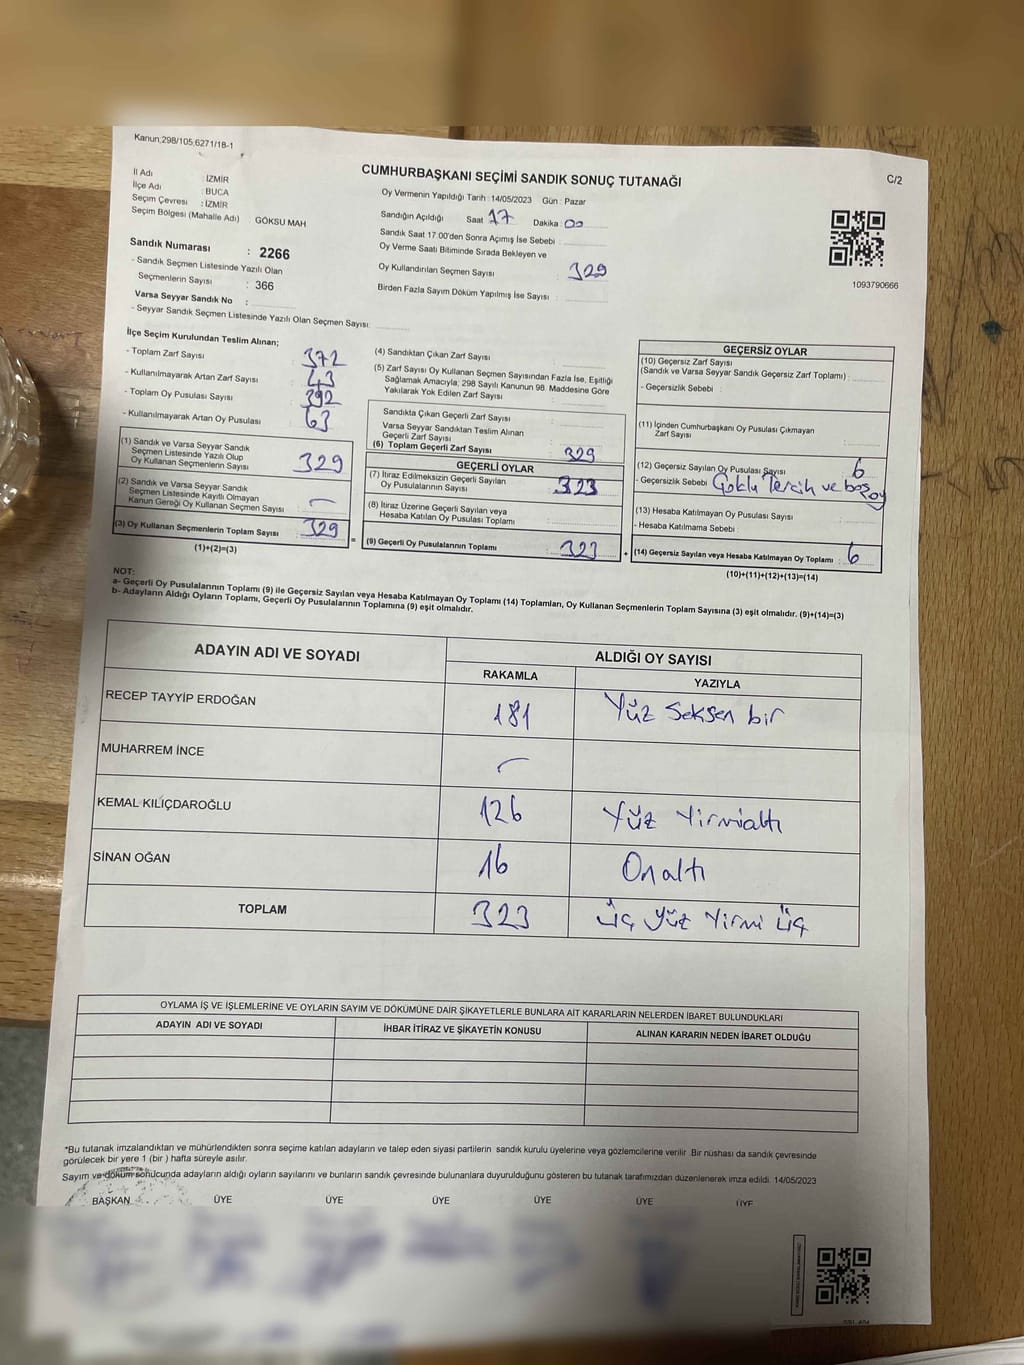 Kanun;298/105,6271/18-1
CUMHURBAŞKANI SEÇİMİ SANDIK SONUÇ TUTANAĞI
C/2
İl Adı : İZMİR
İlçe Adı : BUCA
Seçim Çevresi : İZMİR
Seçim Bölgesi (Mahalle Adı) GÖKSU MAH
Oy Vermenin Yapıldığı Tarih : 14/05/2023 Gün : Pazar
Sandığın Açıldığı Saat 17 Dakika : 00
Sandık Saat 17.00'den Sonra Açımış İse Sebebi :
Oy Verme Saati Bitiminde Sırada Bekleyen ve
Oy Kullandırılan Seçmen Sayısı : 329
Birden Fazla Sayım Döküm Yapılmış İse Sayısı :
1093790666
Sandık Numarası : 2266
- Sandık Seçmen Listesinde Yazılı Olan
Seçmenlerin Sayısı : 366
Varsa Seyyar Sandık No :
- Seyyar Sandık Seçmen Listesinde Yazılı Olan Seçmen Sayısı:
İlçe Seçim Kurulundan Teslim Alınan;
- Toplam Zarf Sayısı : 372
- Kullanılmayarak Artan Zarf Sayısı : 43
- Toplam Oy Pusulası Sayısı : 392
- Kullanılmayarak Artan Oy Pusulası : 63
(1) Sandık ve Varsa Seyyar Sandık
Seçmen Listesinde Yazılı Olup
Oy Kullanan Seçmenlerin Sayısı : 329
(2) Sandık ve Varsa Seyyar Sandık
Seçmen Listesinde Kayıtlı Olmayan
Kanun Gereği Oy Kullanan Seçmen Sayısı : –
(3) Oy Kullanan Seçmenlerin Toplam Sayısı : 329
(1)+(2)=(3)
=
(4) Sandıktan Çıkan Zarf Sayısı :
(5) Zarf Sayısı Oy Kullanan Seçmen Sayısından Fazla İse, Eşitliği
Sağlamak Amacıyla; 298 Sayılı Kanunun 98. Maddesine Göre
Yakılarak Yok Edilen Zarf Sayısı :
Sandıkta Çıkan Geçerli Zarf Sayısı :
Varsa Seyyar Sandıktan Teslim Alınan
Geçerli Zarf Sayısı :
(6) Toplam Geçerli Zarf Sayısı : 329
GEÇERLİ OYLAR
(7) İtiraz Edilmeksizin Geçerli Sayılan
Oy Pusulalarının Sayısı : 323
(8) İtiraz Üzerine Geçerli Sayılan veya
Hesaba Katılan Oy Pusulası Toplamı :
(9) Geçerli Oy Pusulalarının Toplamı : 323
+
GEÇERSİZ OYLAR
(10) Geçersiz Zarf Sayısı
(Sandık ve Varsa Seyyar Sandık Geçersiz Zarf Toplamı) :
- Geçersizlik Sebebi :
(11) İçinden Cumhurbaşkanı Oy Pusulası Çıkmayan
Zarf Sayısı :
(12) Geçersiz Sayılan Oy Pusulası Sayısı : 6
- Geçersizlik Sebebi Çoklu Tercih ve boş oy
(13) Hesaba Katılmayan Oy Pusulası Sayısı :
- Hesaba Katılmama Sebebi :
(14) Geçersiz Sayılan veya Hesaba Katılmayan Oy Toplamı : 6
(10)+(11)+(12)+(13)=(14)
NOT:
a- Geçerli Oy Pusulalarının Toplamı (9) ile Geçersiz Sayılan veya Hesaba Katılmayan Oy Toplamı (14) Toplamları, Oy Kullanan Seçmenlerin Toplam Sayısına (3) eşit olmalıdır. (9)+(14)=(3)
b- Adayların Aldığı Oyların Toplamı, Geçerli Oy Pusulalarının Toplamına (9) eşit olmalıdır.
ADAYIN ADI VE SOYADI ALDIĞI OY SAYISI
RAKAMLA YAZIYLA
RECEP TAYYİP ERDOĞAN 181 Yüz Seksen bir
MUHARREM İNCE –
KEMAL KILIÇDAROĞLU 126 Yüz Yirmialtı
SİNAN OĞAN 16 Onaltı
TOPLAM 323 Üç Yüz Yirmi Üç
OYLAMA İŞ VE İŞLEMLERİNE VE OYLARIN SAYIM VE DÖKÜMÜNE DAİR ŞİKAYETLERLE BUNLARA AİT KARARLARIN NELERDEN İBARET BULUNDUKLARI
ADAYIN ADI VE SOYADI İHBAR İTİRAZ VE ŞİKAYETİN KONUSU ALINAN KARARIN NEDEN İBARET OLDUĞU
*Bu tutanak imzalandıktan ve mühürlendikten sonra seçime katılan adayların ve talep eden siyasi partilerin sandık kurulu üyelerine veya gözlemcilerine verilir .Bir nüshası da sandık çevresinde
görülecek bir yere 1 (bir ) hafta süreyle asılır.
Sayım ve döküm sonucunda adayların aldığı oyların sayılarını ve bunların sandık çevresinde bulunanlara duyurulduğunu gösteren bu tutanak tarafımızdan düzenlenerek imza edildi. 14/05/2023
BAŞKAN ÜYE ÜYE ÜYE ÜYE ÜYE ÜYE